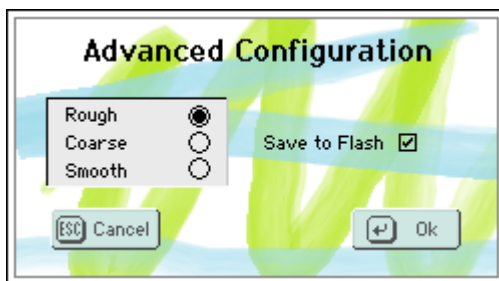 Advanced Configuration
Rough
Coarse
Save to Flash
Smooth
ESC Cancel
Ok